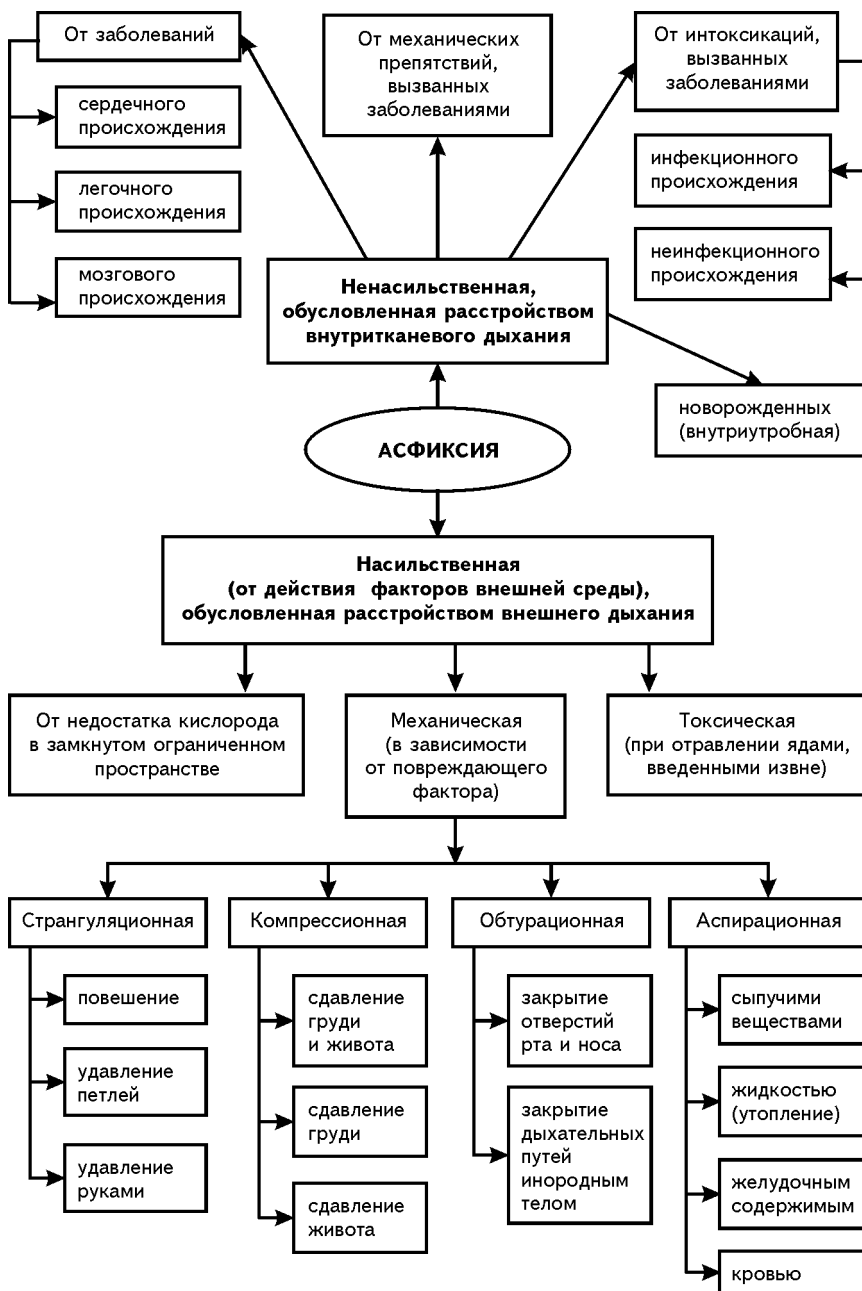 От заболеваний
сердечного
происхождения
легочного
происхождения
мозгового
происхождения
От механических
препятствий,
вызванных
заболеваниями
От интоксикаций,
вызванных
заболеваниями
инфекционного
происхождения
неинфекционного
происхождения
Ненасильственная,
обусловленная расстройством
внутритканевого дыхания
новорожденных
(внутриутробная)
АСФИКСИЯ
Насильственная
(от действия факторов внешней среды),
обусловленная расстройством внешнего дыхания
От недостатка кислорода
в замкнутом ограниченном
пространстве
Механическая
(в зависимости
от повреждающего
фактора)
Токсическая
(при отравлении ядами,
введенными извне)
Странгуляционная
повешение
удавление
петлей
удавление
руками
Компрессионная
сдавление
груди
и живота
сдавление
груди
сдавление
живота
Обтурационная
закрытие
отверстий
рта и носа
закрытие
дыхательных
путей
инородным
телом
Аспирационная
сыпучими
веществами
жидкостью
(утопление)
желудочным
содержимым
кровью